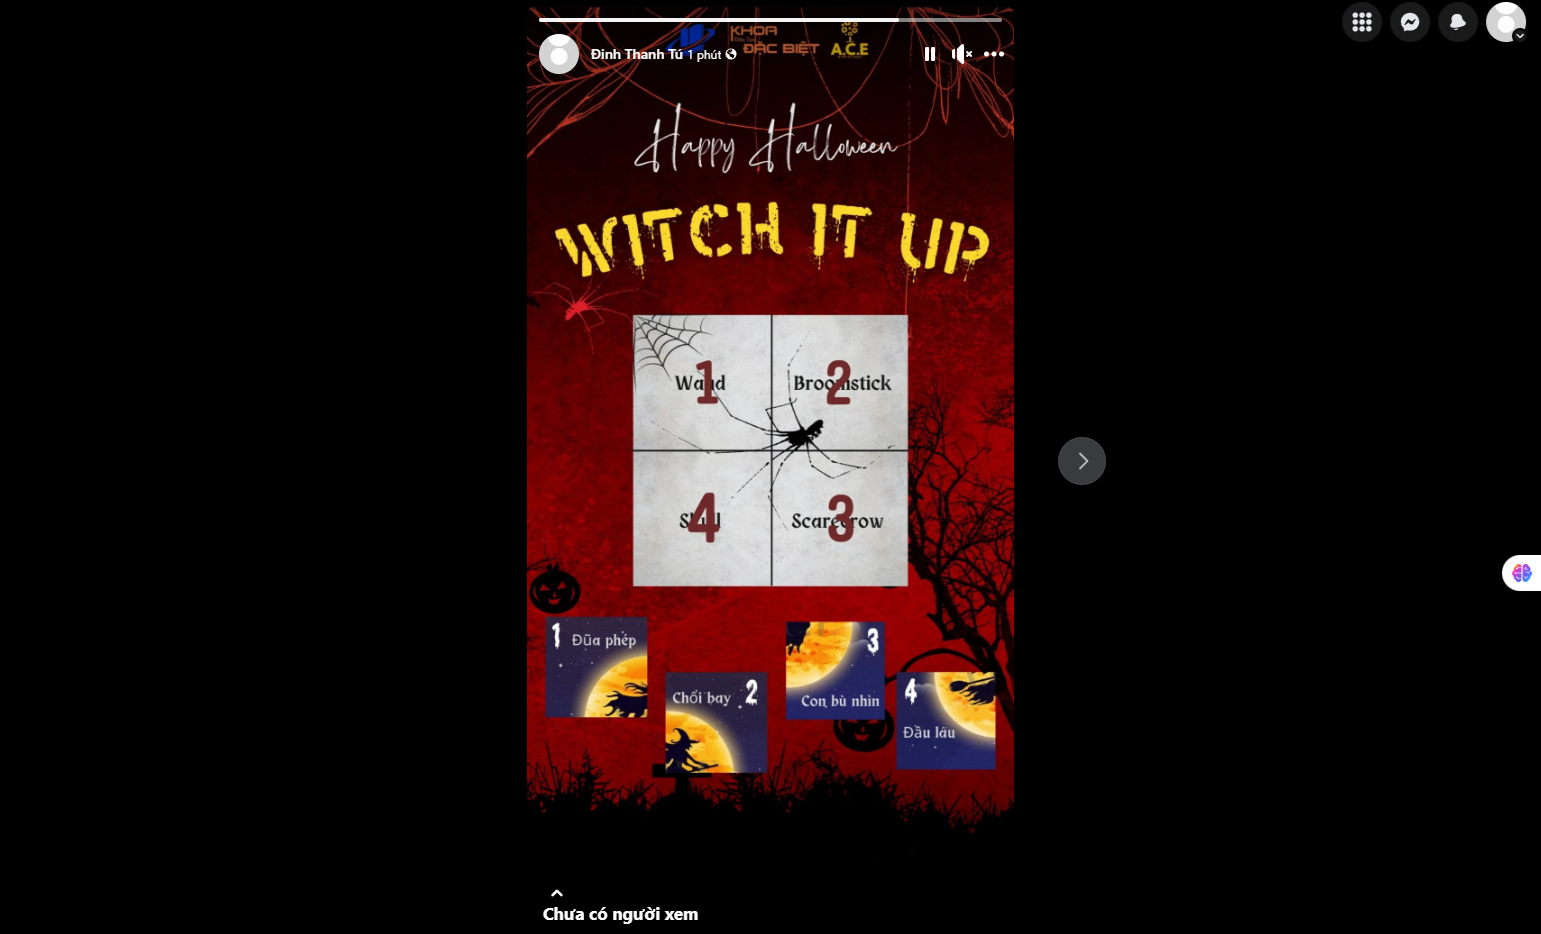 KHOA
ĐẶC BIỆT
A.C.E
Đinh Thanh Tú 1 phút
Happy Halloween
WITCH IT UP
Wand
1
Broomstick
2
Skull
4
Scarecrow
3
1 Đũa phép
Chổi bay 2
3
Con bù nhìn
4
Đầu lâu
Chưa có người xem